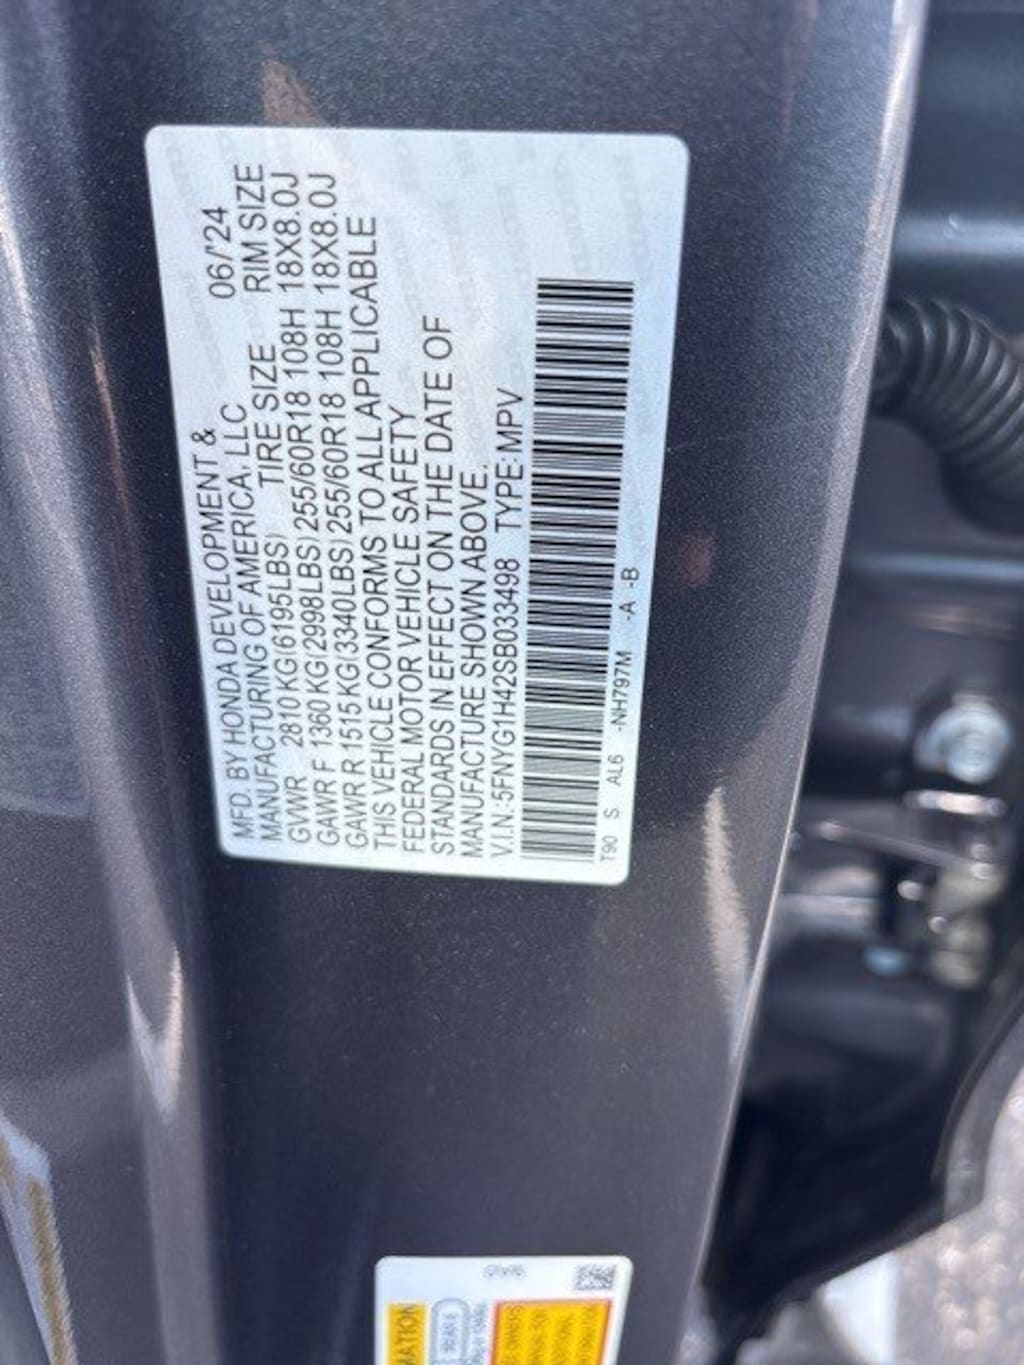 MFD. BY HONDA DEVELOPMENT &
MANUFACTURING OF AMERICA, LLC 06/'24
GVWR 2810 KG(6195LBS) TIRE SIZE RIM SIZE
GAWR F 1360 KG(2998LBS) 255/60R18 108H 18X8.0J
GAWR R 1515 KG(3340LBS) 255/60R18 108H 18X8.0J
THIS VEHICLE CONFORMS TO ALL APPLICABLE
FEDERAL MOTOR VEHICLE SAFETY
STANDARDS IN EFFECT ON THE DATE OF
MANUFACTURE SHOWN ABOVE.
V.I.N.:5FNYG1H42SB033498 TYPE:MPV
T90 S AL6 -NH797M -A -B